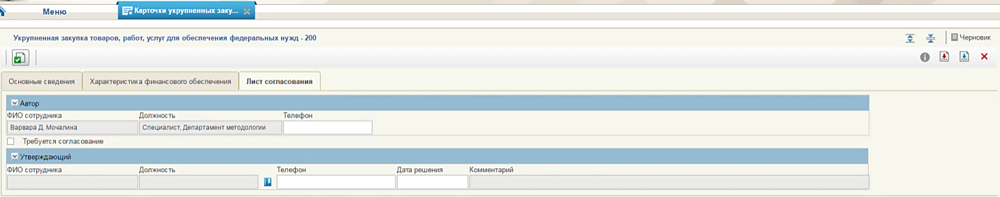 Меню
Карточки укрупненных заку...
Укрупненная закупка товаров, работ, услуг для обеспечения федеральных нужд - 200
Черновик
Основные сведения
Характеристика финансового обеспечения
Лист согласования
Автор
ФИО сотрудника
Должность
Телефон
Варвара Д. Мочалина
Специалист, Департамент методологии
Требуется согласование
Утверждающий
ФИО сотрудника
Должность
Телефон
Дата решения
Комментарий